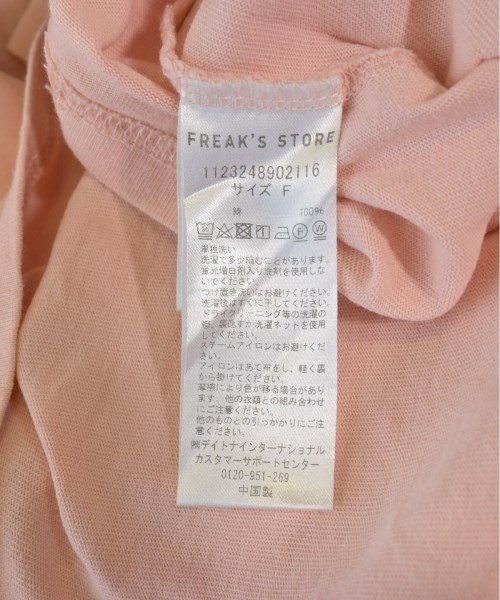 FREAK'S STORE
1123248902116
サイズ F
綿 100%
単独洗い
洗濯で多少縮むことがあります。
蛍光増白剤入り洗剤を使用しな
いでください。
つけ置き洗いはお避けください。
洗濯後はすぐに干してください。
ドライクリーニング等の洗濯の
際、裏返すか洗濯ネットを使用
してください。
スチームアイロンはお避けくだ
さい。
アイロンはあて布をし、軽く裏
から掛けてください。
摩擦により色が移る場合があり
ます、他の衣類との組み合わせ
にご注意ください。
他のものとの引っかかりにご注
意ください。
㈱デイトナインターナショナル
カスタマーサポートセンター
0120-951-269
中国製